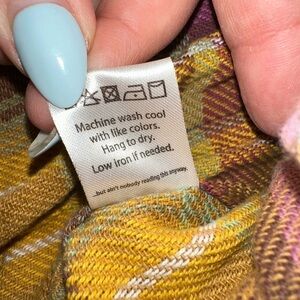 Machine wash cool
with like colors.
Hang to dry.
Low iron if needed.
...but ain't nobody reading this anyway.